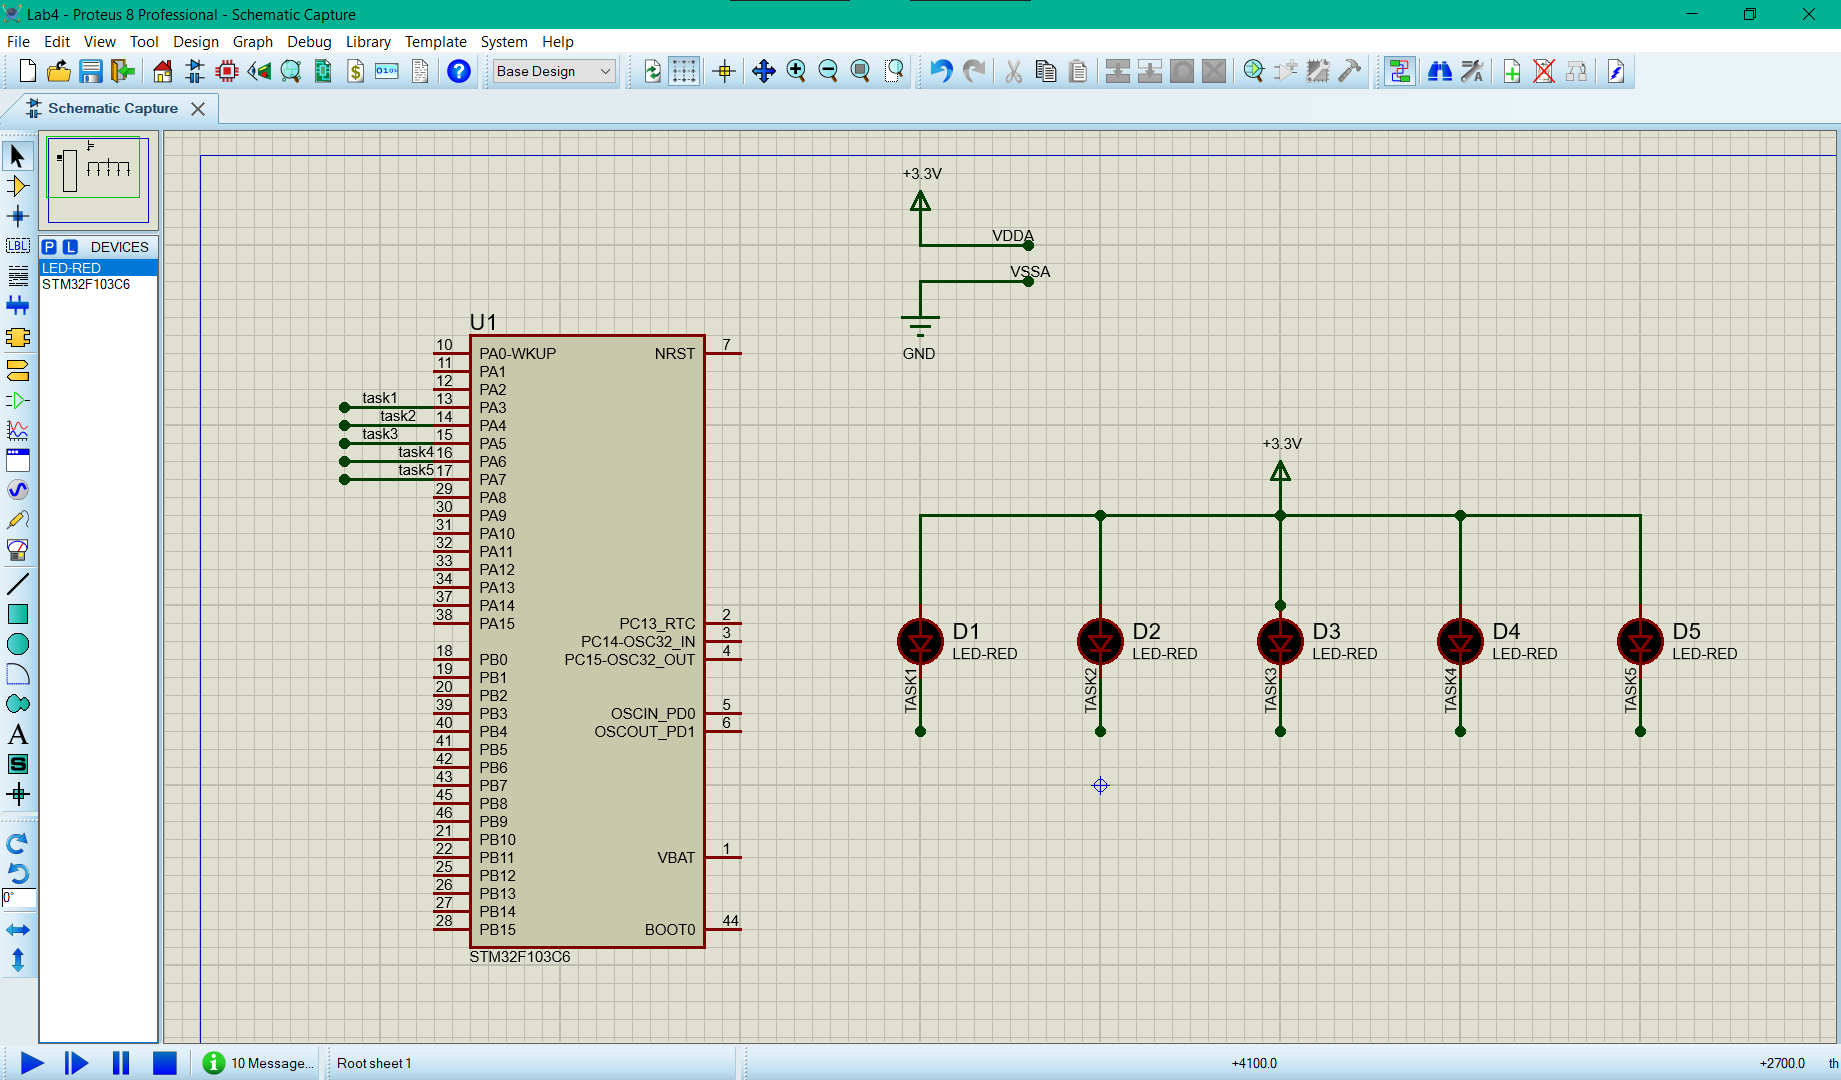 Lab4 - Proteus 8 Professional - Schematic Capture
File Edit View Tool Design Graph Debug Library Template System Help
Base Design
Schematic Capture
P L DEVICES
LED-RED
STM32F103C6
+3.3V
VDDA
VSSA
GND
U1
10 PA0-WKUP NRST 7
11 PA1
12 PA2
task1 13 PA3
task2 14 PA4
task3 15 PA5
task4 16 PA6
task5 17 PA7
29 PA8
30 PA9
31 PA10
32 PA11
33 PA12
34 PA13
37 PA14
38 PA15 PC13_RTC 2
PC14-OSC32_IN 3
18 PB0 PC15-OSC32_OUT 4
19 PB1
20 PB2
39 PB3 OSCIN_PD0 5
40 PB4 OSCOUT_PD1 6
41 PB5
42 PB6
43 PB7
45 PB8
46 PB9
21 PB10
22 PB11 VBAT 1
25 PB12
26 PB13
27 PB14
28 PB15 BOOT0 44
STM32F103C6
+3.3V
D1 D2 D3 D4 D5
LED-RED LED-RED LED-RED LED-RED LED-RED
TASK1 TASK2 TASK3 TASK4 TASK5
LBL
A
S
0°
10 Message... Root sheet 1 +4100.0 +2700.0 th